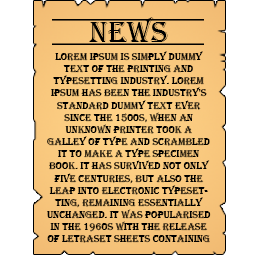 NEWS
LOREM IPSUM IS SIMPLY DUMMY
TEXT OF THE PRINTING AND
TYPESETTING INDUSTRY. LOREM
IPSUM HAS BEEN THE INDUSTRY'S
STANDARD DUMMY TEXT EVER
SINCE THE 1500S, WHEN AN
UNKNOWN PRINTER TOOK A
GALLEY OF TYPE AND SCRAMBLED
IT TO MAKE A TYPE SPECIMEN
BOOK. IT HAS SURVIVED NOT ONLY
FIVE CENTURIES, BUT ALSO THE
LEAP INTO ELECTRONIC TYPESET-
TING, REMAINING ESSENTIALLY
UNCHANGED. IT WAS POPULARISED
IN THE 1960S WITH THE RELEASE
OF LETRASET SHEETS CONTAINING